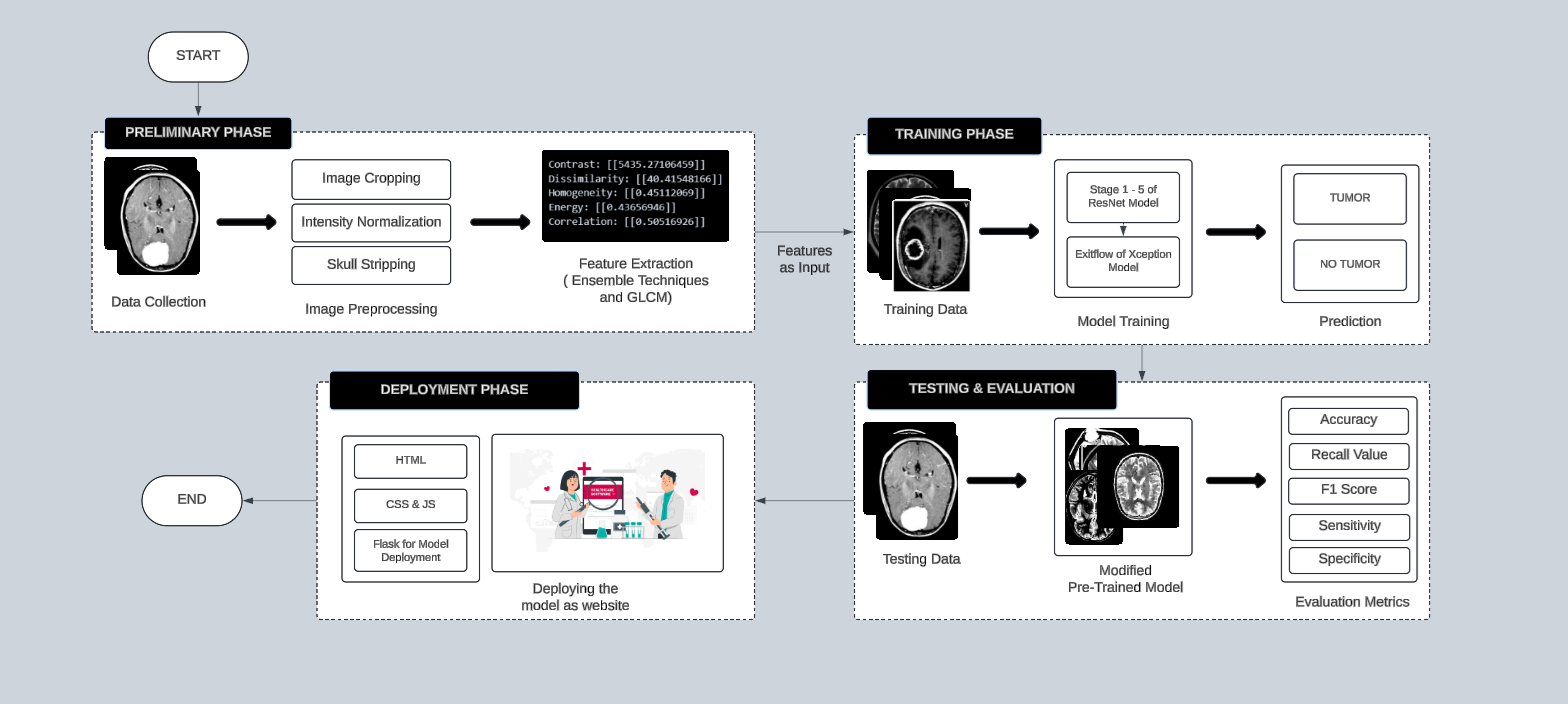 START
PRELIMINARY PHASE
Data Collection
Image Cropping
Intensity Normalization
Skull Stripping
Image Preprocessing
Contrast: [[5435.27106459]]
Dissimilarity: [[40.41548166]]
Homogeneity: [[0.45112069]]
Energy: [[0.43656946]]
Correlation: [[0.50516926]]
Feature Extraction
( Ensemble Techniques
and GLCM)
Features
as Input
TRAINING PHASE
Training Data
Stage 1 - 5 of
ResNet Model
Exitflow of Xception
Model
Model Training
TUMOR
NO TUMOR
Prediction
TESTING & EVALUATION
Testing Data
Modified
Pre-Trained Model
Accuracy
Recall Value
F1 Score
Sensitivity
Specificity
Evaluation Metrics
DEPLOYMENT PHASE
HTML
CSS & JS
Flask for Model
Deployment
HEALTHCARE
SOFTWARE
Deploying the
model as website
END